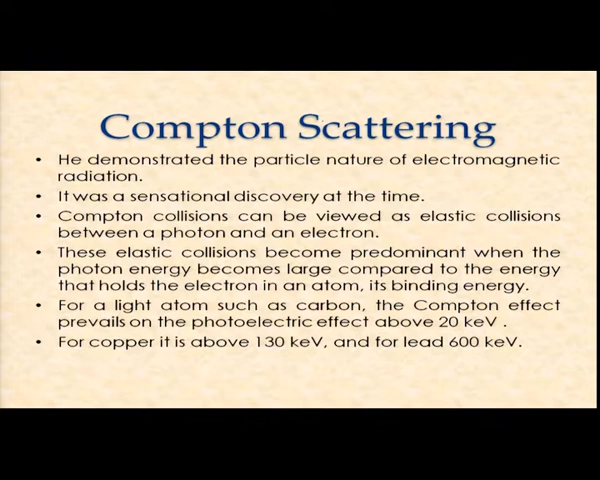 Compton Scattering
• He demonstrated the particle nature of electromagnetic
radiation.
• It was a sensational discovery at the time.
• Compton collisions can be viewed as elastic collisions
between a photon and an electron.
• These elastic collisions become predominant when the
photon energy becomes large compared to the energy
that holds the electron in an atom, its binding energy.
• For a light atom such as carbon, the Compton effect
prevails on the photoelectric effect above 20 keV .
• For copper it is above 130 keV, and for lead 600 keV.